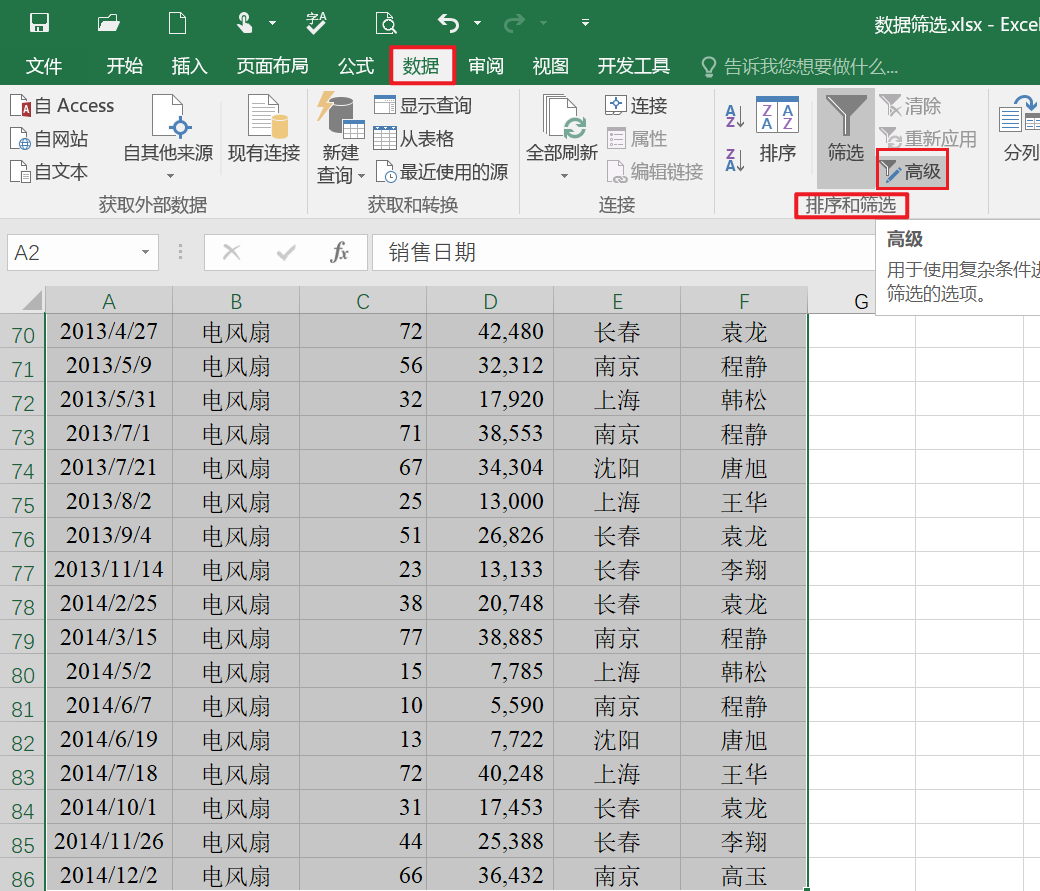 数据筛选.xlsx - Exce
文件 开始 插入 页面布局 公式 数据 审阅 视图 开发工具 告诉我您想要做什么...
自 Access
自网站
自文本
自其他来源
现有连接
获取外部数据
新建
查询
显示查询
从表格
最近使用的源
获取和转换
全部刷新
连接
属性
编辑链接
连接
排序
筛选
清除
重新应用
高级
排序和筛选
分列
A2 fx 销售日期
高级
用于使用复杂条件进
筛选的选项。
A B C D E F G
70 2013/4/27 电风扇 72 42,480 长春 袁龙
71 2013/5/9 电风扇 56 32,312 南京 程静
72 2013/5/31 电风扇 32 17,920 上海 韩松
73 2013/7/1 电风扇 71 38,553 南京 程静
74 2013/7/21 电风扇 67 34,304 沈阳 唐旭
75 2013/8/2 电风扇 25 13,000 上海 王华
76 2013/9/4 电风扇 51 26,826 长春 袁龙
77 2013/11/14 电风扇 23 13,133 长春 李翔
78 2014/2/25 电风扇 38 20,748 长春 袁龙
79 2014/3/15 电风扇 77 38,885 南京 程静
80 2014/5/2 电风扇 15 7,785 上海 韩松
81 2014/6/7 电风扇 10 5,590 南京 程静
82 2014/6/19 电风扇 13 7,722 沈阳 唐旭
83 2014/7/18 电风扇 72 40,248 上海 王华
84 2014/10/1 电风扇 31 17,453 长春 袁龙
85 2014/11/26 电风扇 44 25,388 长春 李翔
86 2014/12/2 电风扇 66 36,432 南京 高玉